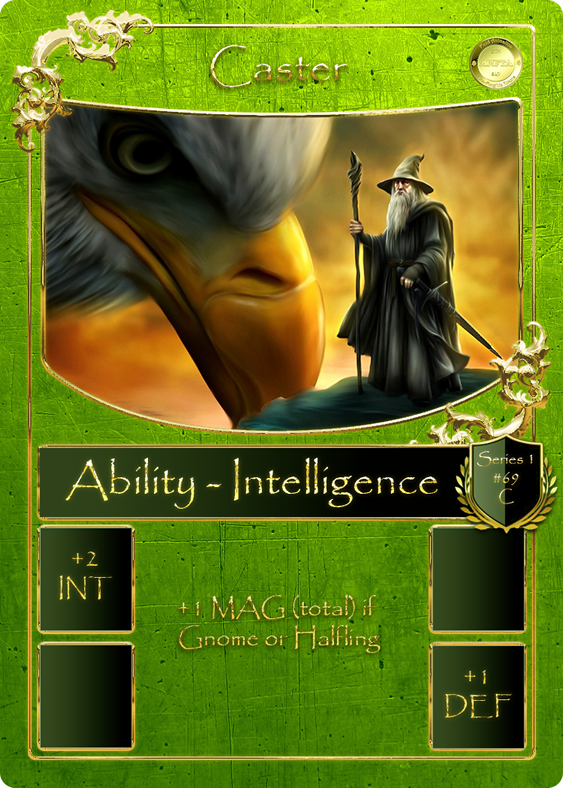 Caster
Ability - Intelligence
Series 1
#69
C
+2
INT
+1 MAG (total) if
Gnome or Halfling
+1
DEF